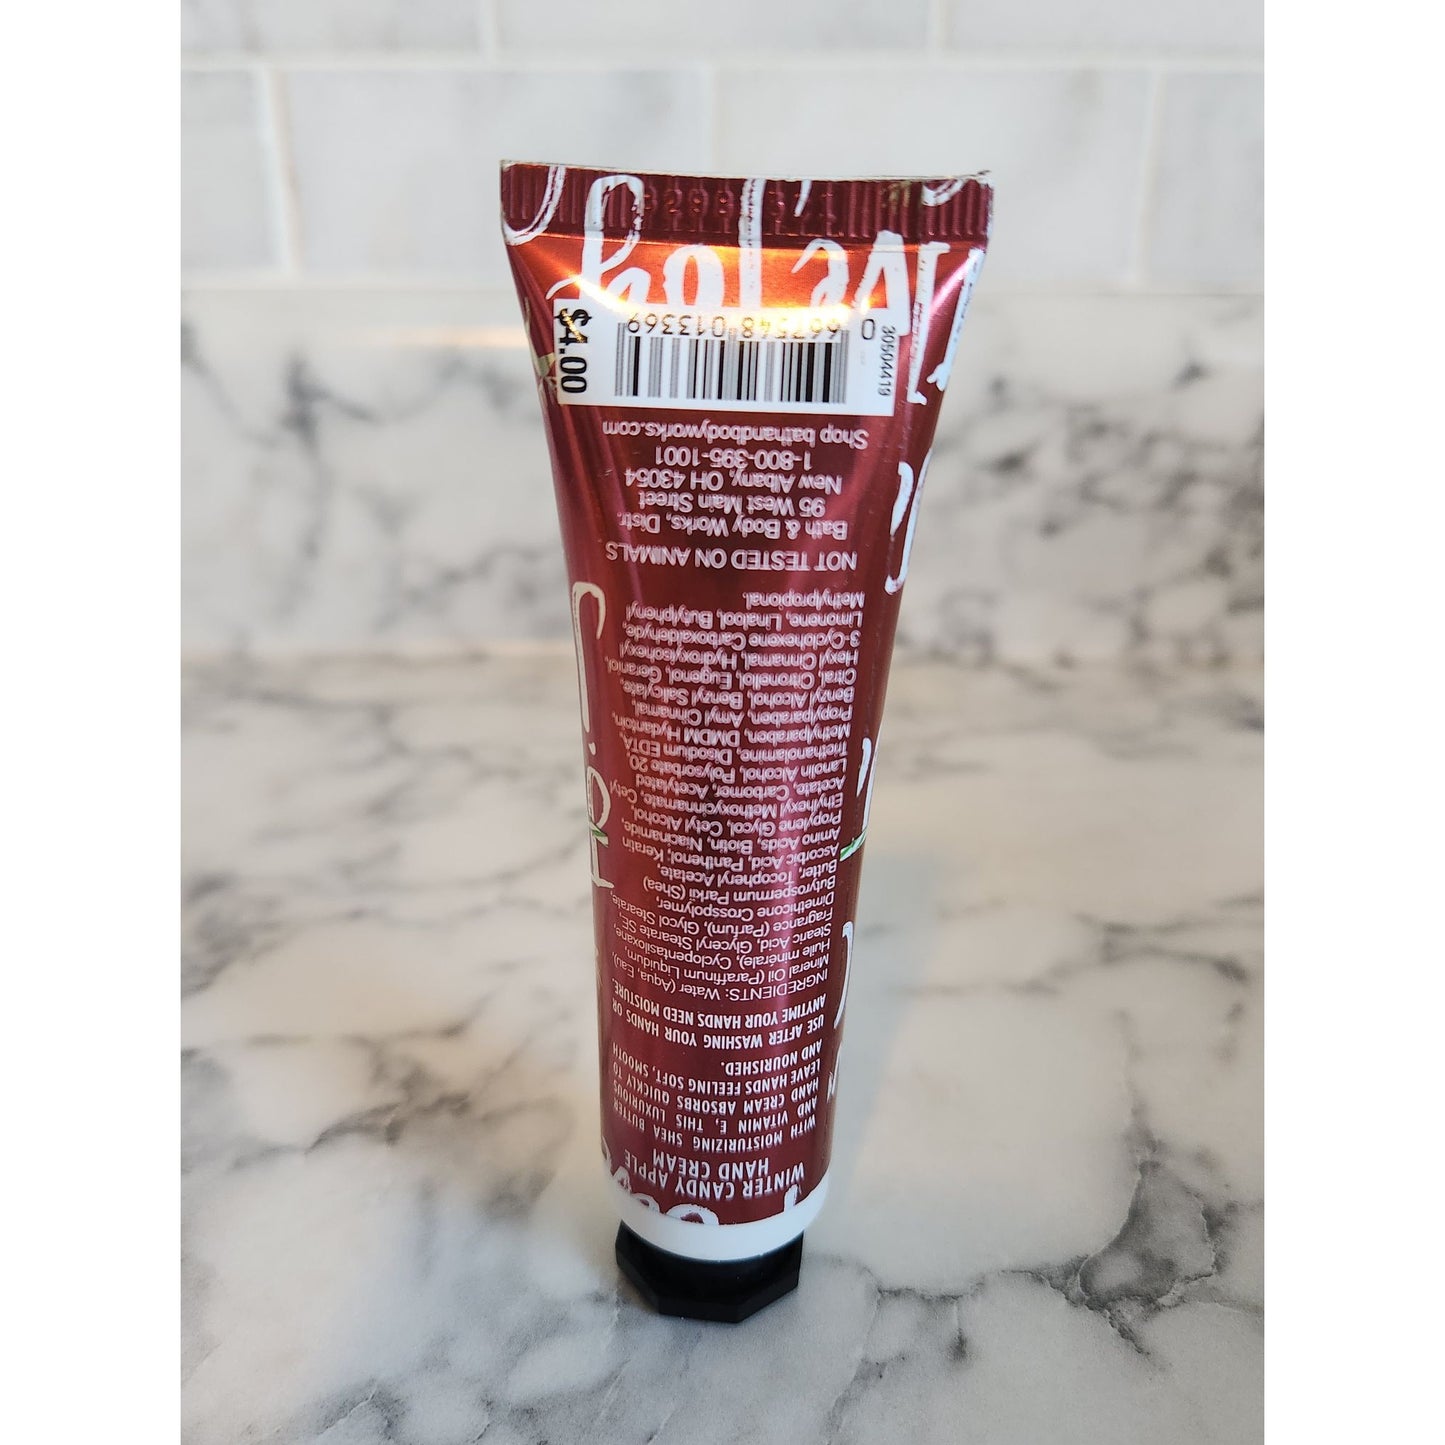 WINTER CANDY APPLE
HAND CREAM
WITH MOISTURIZING SHEA BUTTER
AND VITAMIN E, THIS LUXURIOUS
HAND CREAM ABSORBS QUICKLY TO
LEAVE HANDS FEELING SOFT, SMOOTH
AND NOURISHED.
USE AFTER WASHING YOUR HANDS OR
ANYTIME YOUR HANDS NEED MOISTURE.
INGREDIENTS: Water (Aqua, Eau),
Mineral Oil (Paraffinum Liquidum,
Huile minérale), Cyclopentasiloxane,
Stearic Acid, Glyceryl Stearate SE,
Fragrance (Parfum), Glycol Stearate,
Dimethicone Crosspolymer,
Butyrospermum Parkii (Shea)
Butter, Tocopheryl Acetate,
Ascorbic Acid, Panthenol, Keratin
Amino Acids, Biotin, Niacinamide,
Propylene Glycol, Cetyl Alcohol,
Ethylhexyl Methoxycinnamate, Cetyl
Acetate, Carbomer, Acetylated
Lanolin Alcohol, Polysorbate 20,
Triethanolamine, Disodium EDTA,
Methylparaben, DMDM Hydantoin,
Propylparaben, Amyl Cinnamal,
Benzyl Alcohol, Benzyl Salicylate,
Citral, Citronellol, Eugenol, Geraniol,
Hexyl Cinnamal, Hydroxyisohexyl
3-Cyclohexene Carboxaldehyde,
Limonene, Linalool, Butylphenyl
Methylpropional.
NOT TESTED ON ANIMALS
Bath & Body Works, Distr.
95 West Main Street
New Albany, OH 43054
1-800-395-1001
Shop bathandbodyworks.com
0 667548 013369
30504419
$4.00